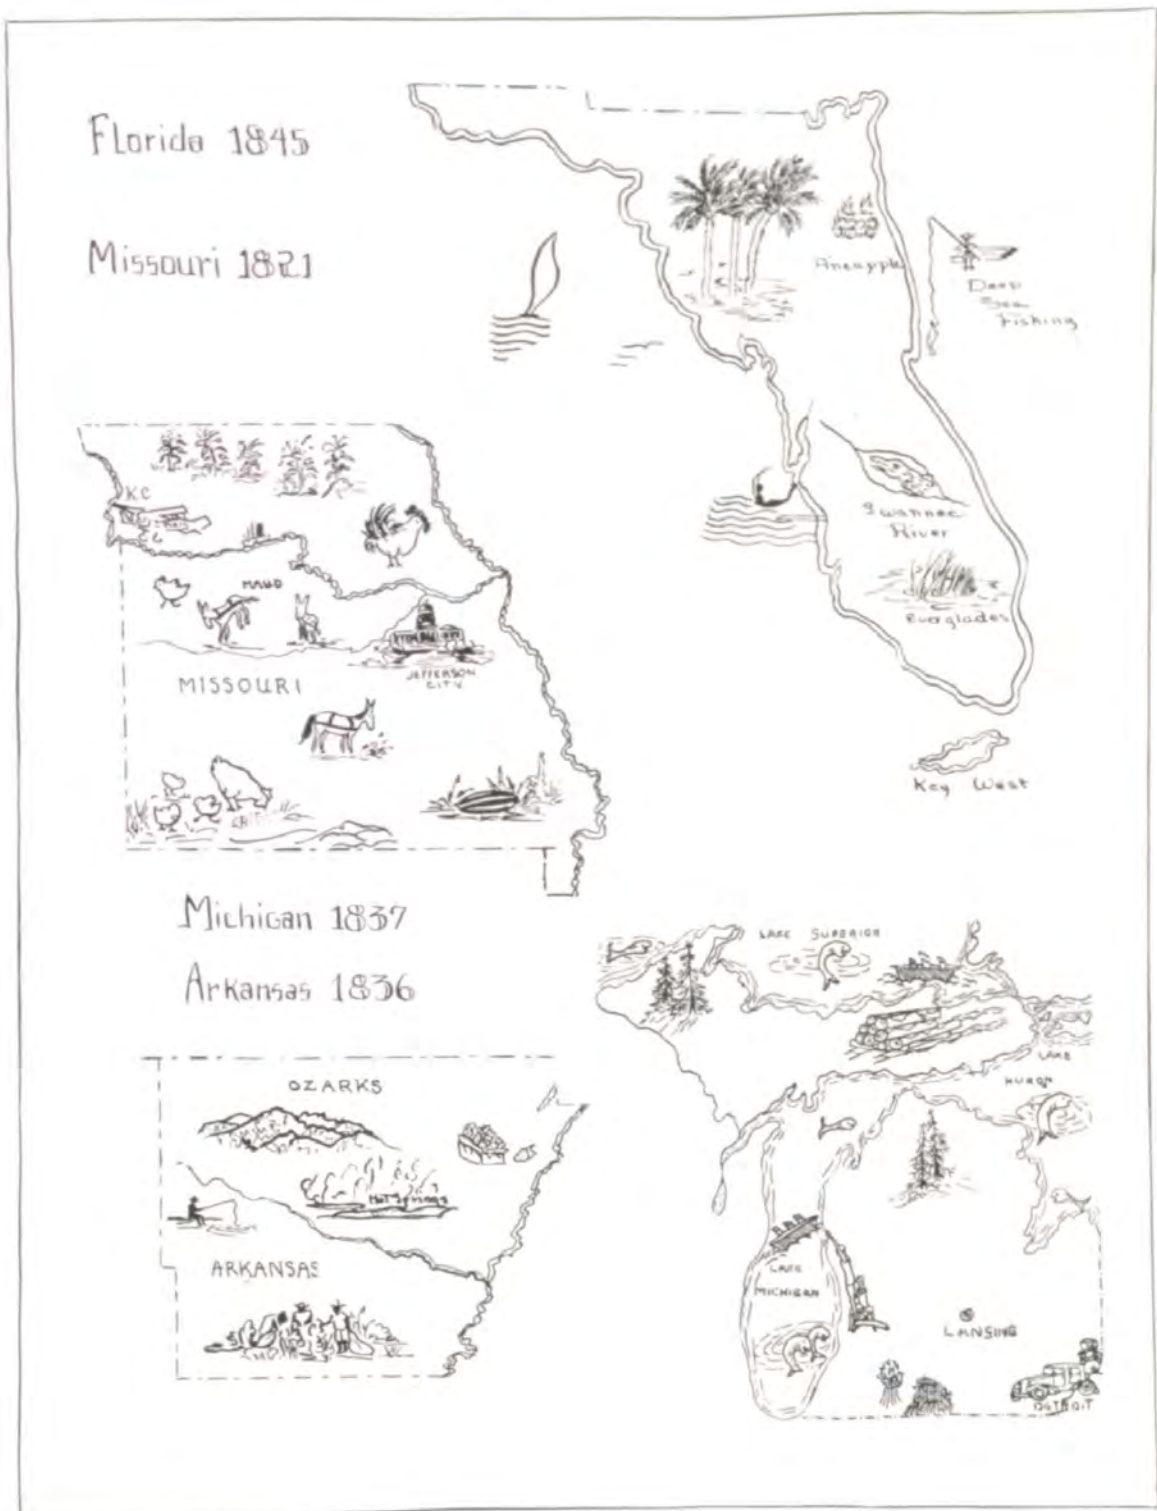 Florida 1845
Missouri 1821
Pineapple
Deep
Sea
Fishing
Swannee
River
Everglades
Key West
K.C
MAUD
JEFFERSON
CITY
MISSOURI
Michigan 1837
Arkansas 1836
LAKE SUPERIOR
LAKE
HURON
LAKE
MICHIGAN
LANSING
DETROIT
OZARKS
Hot Springs
ARKANSAS